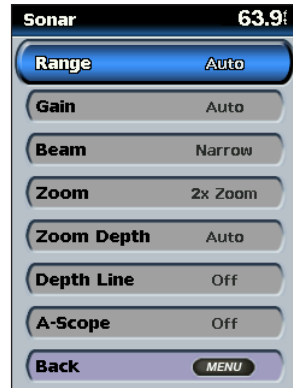 Sonar 63.9ft
Range Auto
Gain Auto
Beam Narrow
Zoom 2x Zoom
Zoom Depth Auto
Depth Line Off
A-Scope Off
Back MENU